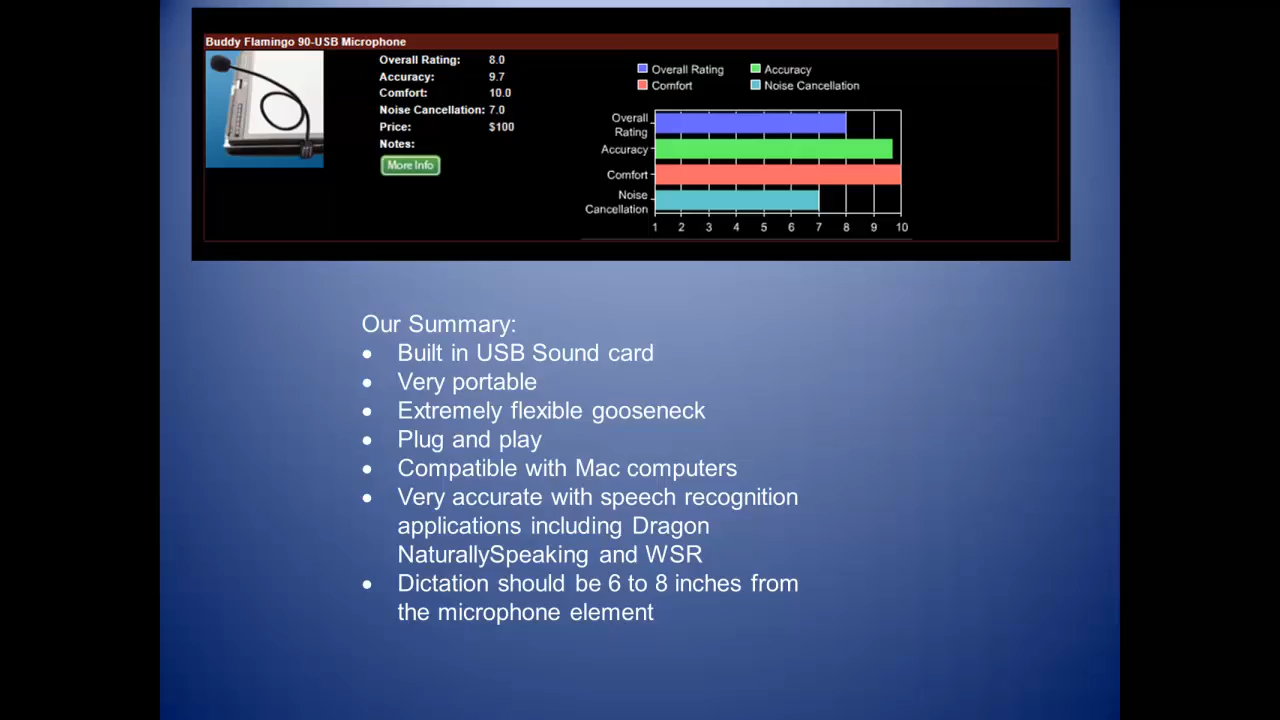 Buddy Flamingo 90-USB Microphone
Overall Rating: 8.0
Accuracy: 9.7
Comfort: 10.0
Noise Cancellation: 7.0
Price: $100
Notes:
More Info
Overall Rating Accuracy
Comfort Noise Cancellation
Overall
Rating
Accuracy
Comfort
Noise
Cancellation
1 2 3 4 5 6 7 8 9 10
Our Summary:
• Built in USB Sound card
• Very portable
• Extremely flexible gooseneck
• Plug and play
• Compatible with Mac computers
• Very accurate with speech recognition
applications including Dragon
NaturallySpeaking and WSR
• Dictation should be 6 to 8 inches from
the microphone element